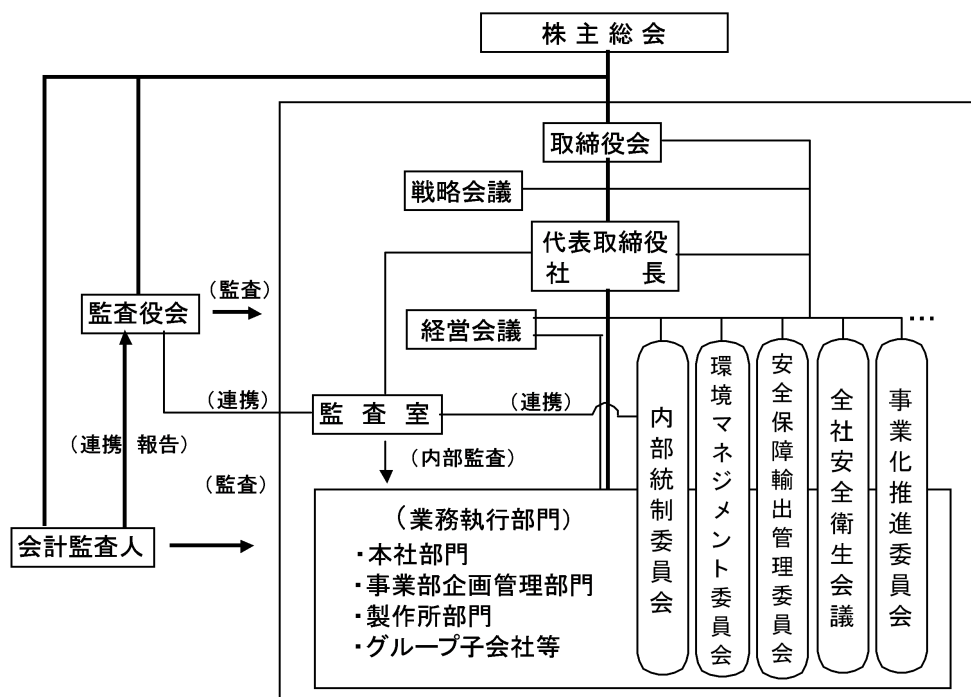 株主総会
取締役会
戦略会議
代表取締役
社長
(監査)
監査役会
経営会議
…
(連携)
監査室
(連携)
(連携 報告)
(内部監査)
(監査)
会計監査人
(業務執行部門)
・本社部門
・事業部企画管理部門
・製作所部門
・グループ子会社等
内部統制委員会
環境マネジメント委員会
安全保障輸出管理委員会
全社安全衛生会議
事業化推進委員会